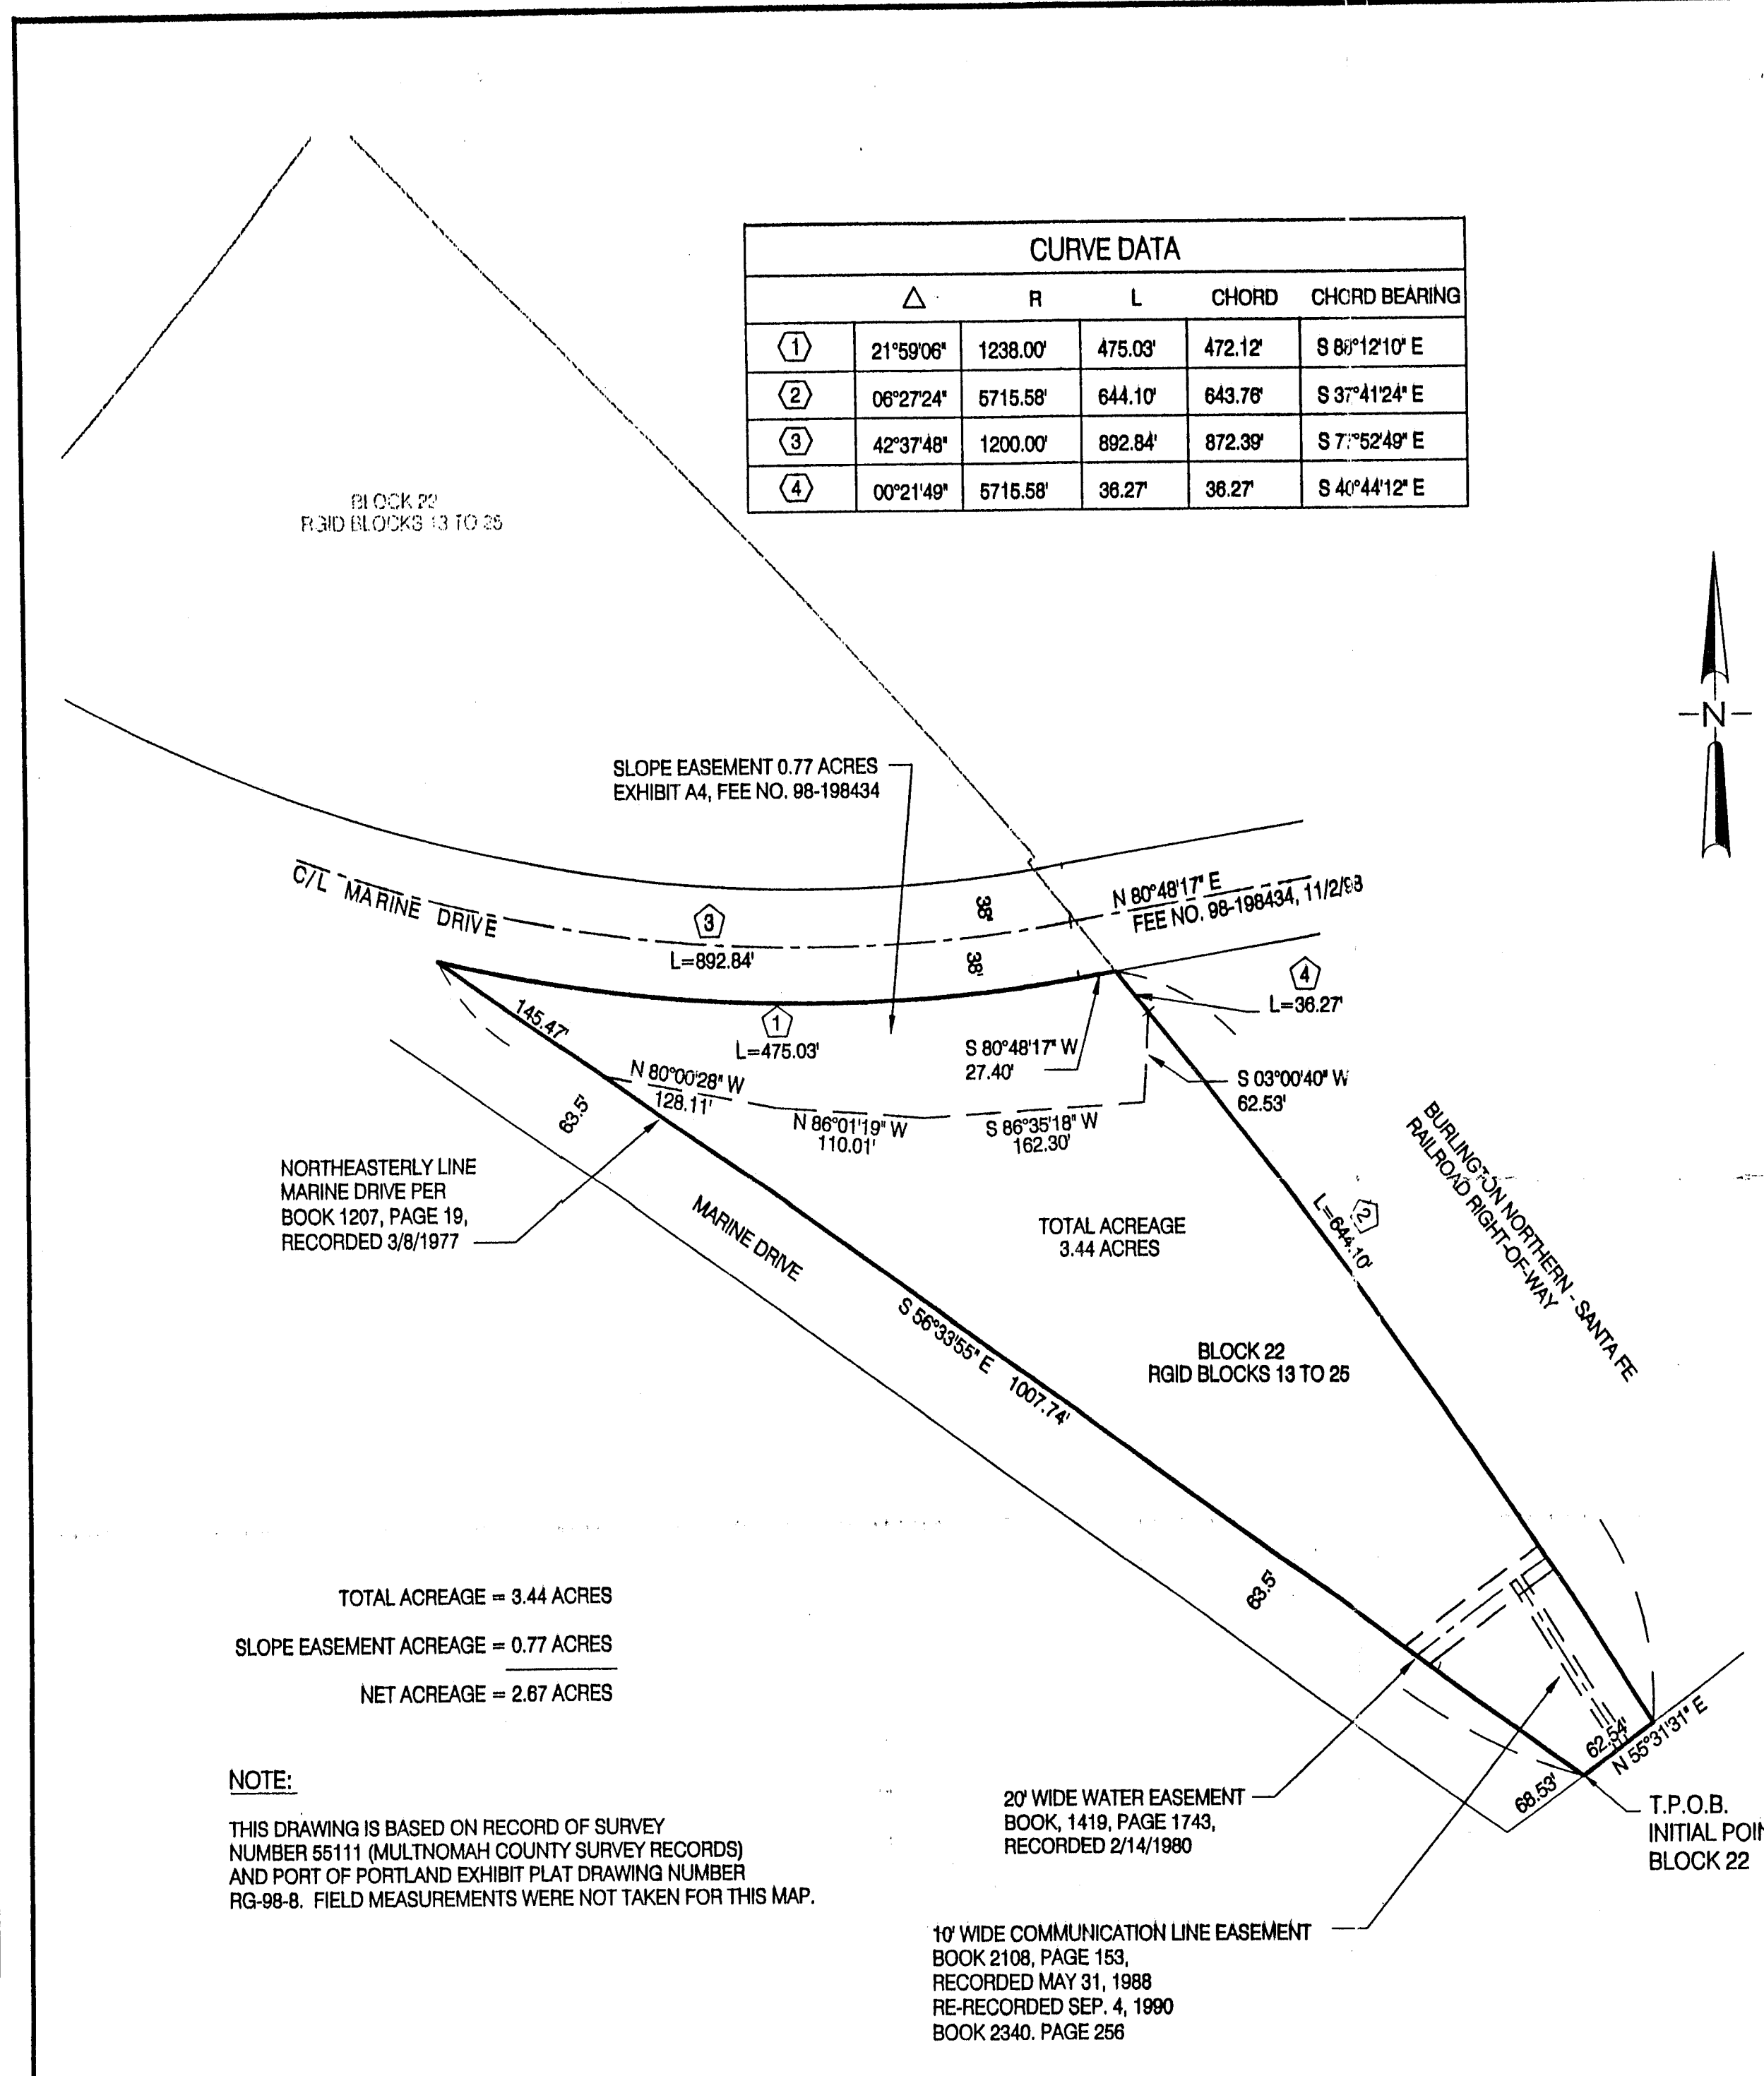 CURVE DATA
△ R L CHORD CHORD BEARING
1 21°59'06" 1238.00' 475.03' 472.12' E
2 06°27'24" 5715.58' 644.10' 643.76' S 37°41'24" E
3 42°37'48" 1200.00' 892.84' 872.39' E
4 00°21'49" 5715.58' 36.27' 36.27' S 40°44'12" E
BLOCK 22
RGID BLOCKS 13 TO 25
N
SLOPE EASEMENT 0.77 ACRES
EXHIBIT A4, FEE NO. 98-198434
C/L MARINE DRIVE
3
L=892.84'
38'
38'
N 80°48'17" E
FEE NO. 98-198434, 11/2/98
4
L=36.27'
145.47'
1
L=475.03'
S 80°48'17" W
27.40'
S 03°00'40" W
62.53'
N 80°00'28" W
128.11'
N 86°01'19" W
110.01'
S 86°35'18" W
162.30'
63.5'
NORTHEASTERLY LINE
MARINE DRIVE PER
BOOK 1207, PAGE 19,
RECORDED 3/8/1977
MARINE DRIVE
TOTAL ACREAGE
3.44 ACRES
2
L=644.10'
BURLINGTON NORTHERN - SANTA FE
RAILROAD RIGHT-OF-WAY
S 56°33'55" E 1007.74'
BLOCK 22
RGID BLOCKS 13 TO 25
63.5'
TOTAL ACREAGE = 3.44 ACRES
SLOPE EASEMENT ACREAGE = 0.77 ACRES
NET ACREAGE = 2.67 ACRES
62.54'
N 55°31'31" E
68.53'
T.P.O.B.
INITIAL POIN
BLOCK 22
20' WIDE WATER EASEMENT
BOOK, 1419, PAGE 1743,
RECORDED 2/14/1980
10' WIDE COMMUNICATION LINE EASEMENT
BOOK 2108, PAGE 153,
RECORDED MAY 31, 1988
RE-RECORDED SEP. 4, 1990
BOOK 2340. PAGE 256
NOTE:
THIS DRAWING IS BASED ON RECORD OF SURVEY
NUMBER 55111 (MULTNOMAH COUNTY SURVEY RECORDS)
AND PORT OF PORTLAND EXHIBIT PLAT DRAWING NUMBER
RG-98-8. FIELD MEASUREMENTS WERE NOT TAKEN FOR THIS MAP.